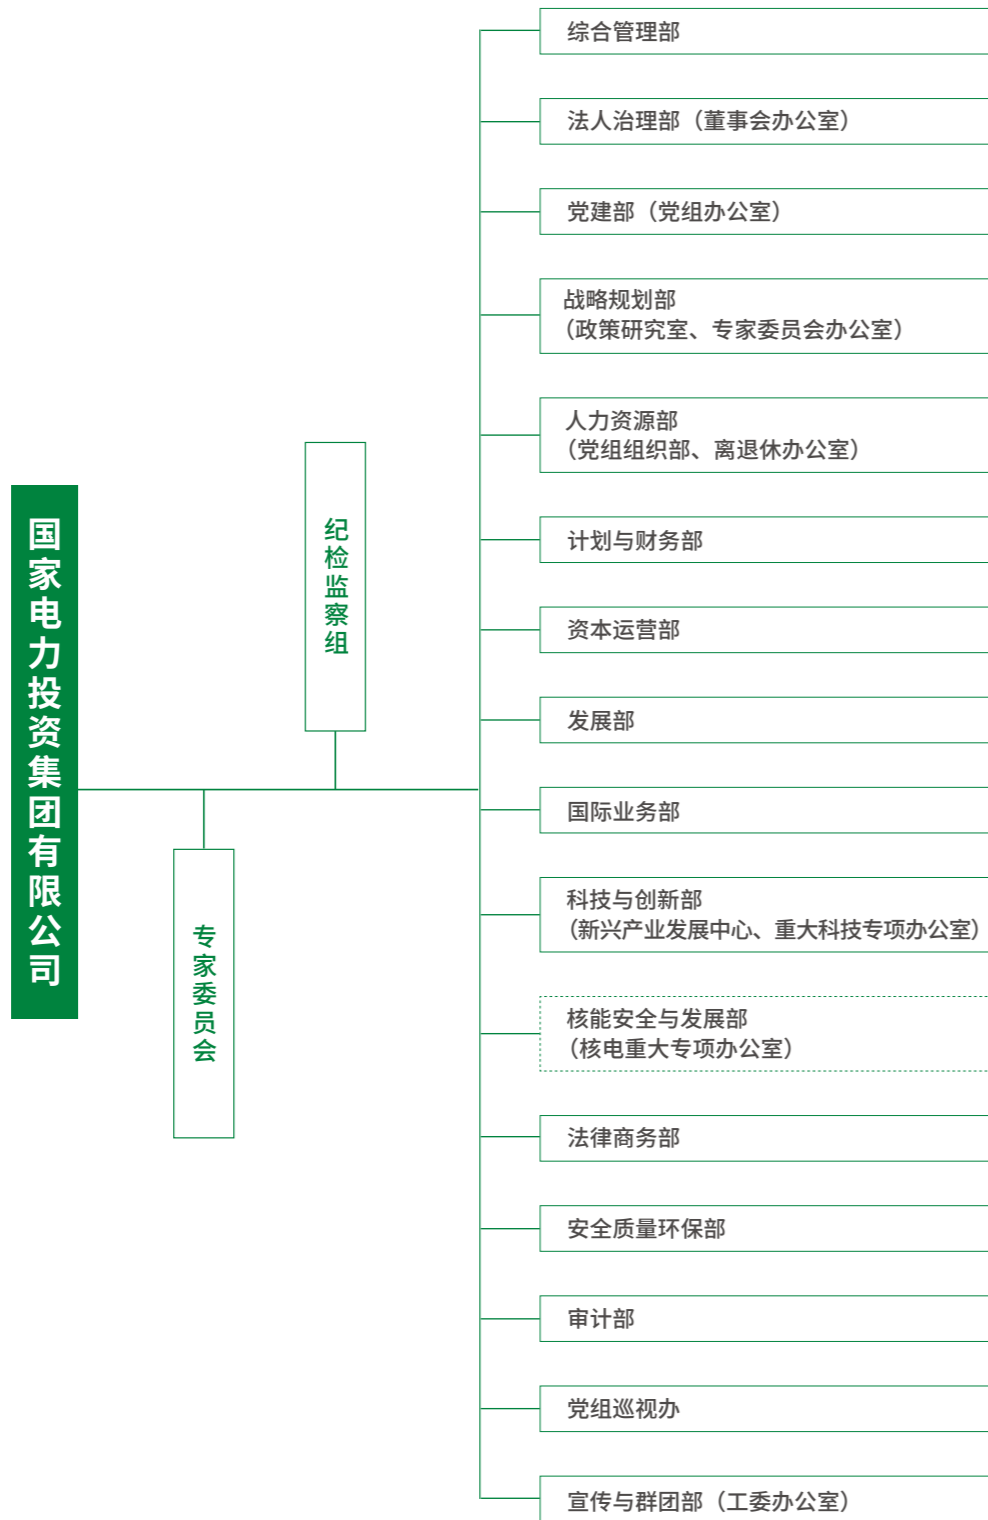 国家电力投资集团有限公司
纪检监察组
专家委员会
综合管理部
法人治理部（董事会办公室）
党建部（党组办公室）
战略规划部
（政策研究室、专家委员会办公室）
人力资源部
（党组组织部、离退休办公室）
计划与财务部
资本运营部
发展部
国际业务部
科技与创新部
（新兴产业发展中心、重大科技专项办公室）
核能安全与发展部
（核电重大专项办公室）
法律商务部
安全质量环保部
审计部
党组巡视办
宣传与群团部（工委办公室）